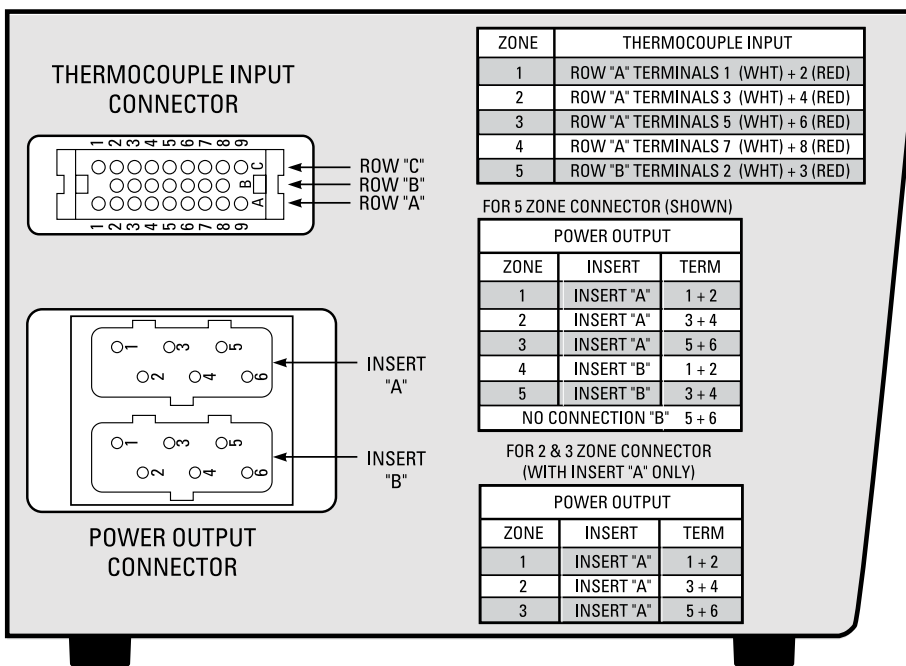 THERMOCOUPLE INPUT
CONNECTOR
1 2 3 4 5 6 7 8 9
C
B
A
1 2 3 4 5 6 7 8 9
ROW "C"
ROW "B"
ROW "A"
1 3 5
2 4 6
INSERT
"A"
1 3 5
2 4 6
INSERT
"B"
POWER OUTPUT
CONNECTOR
ZONE THERMOCOUPLE INPUT
1 ROW "A" TERMINALS 1 (WHT) + 2 (RED)
2 ROW "A" TERMINALS 3 (WHT) + 4 (RED)
3 ROW "A" TERMINALS 5 (WHT) + 6 (RED)
4 ROW "A" TERMINALS 7 (WHT) + 8 (RED)
5 ROW "B" TERMINALS 2 (WHT) + 3 (RED)
FOR 5 ZONE CONNECTOR (SHOWN)
POWER OUTPUT
ZONE INSERT TERM
1 INSERT "A" 1 + 2
2 INSERT "A" 3 + 4
3 INSERT "A" 5 + 6
4 INSERT "B" 1 + 2
5 INSERT "B" 3 + 4
NO CONNECTION "B" 5 + 6
FOR 2 & 3 ZONE CONNECTOR
(WITH INSERT "A" ONLY)
POWER OUTPUT
ZONE INSERT TERM
1 INSERT "A" 1 + 2
2 INSERT "A" 3 + 4
3 INSERT "A" 5 + 6